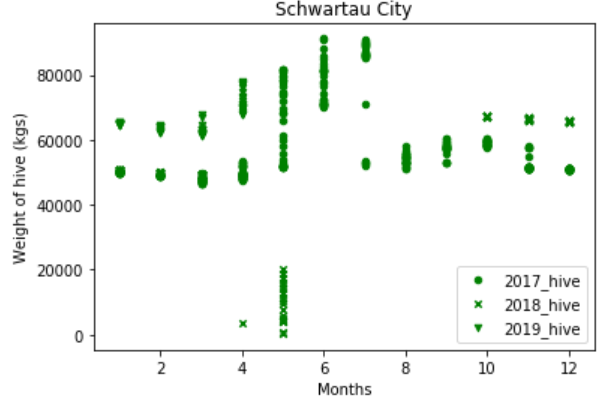 Schwartau City
Weight of hive (kgs)
80000
60000
40000
20000
0
2017_hive
2018_hive
2019_hive
2 4 6 8 10 12
Months